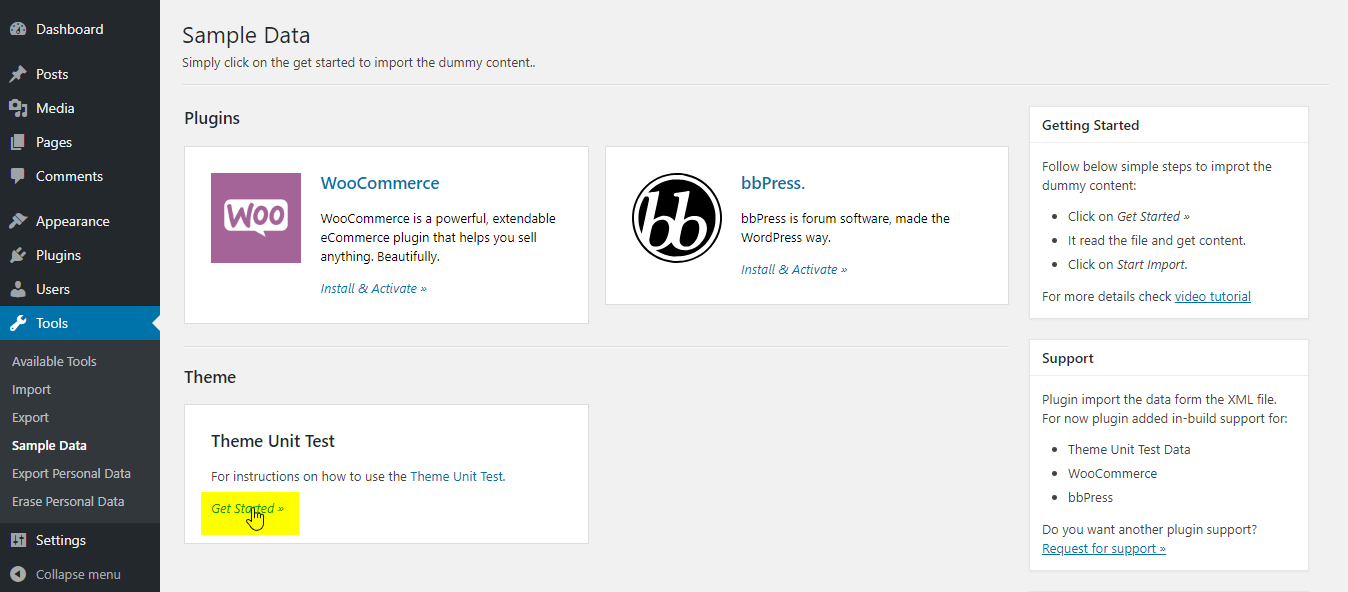 Dashboard
Posts
Media
Pages
Comments
Appearance
Plugins
Users
Tools
Available Tools
Import
Export
Sample Data
Export Personal Data
Erase Personal Data
Settings
Collapse menu
Sample Data
Simply click on the get started to import the dummy content..
Plugins
WOO
WooCommerce
WooCommerce is a powerful, extendable
eCommerce plugin that helps you sell
anything. Beautifully.
Install & Activate »
bb
bbPress.
bbPress is forum software, made the
WordPress way.
Install & Activate »
Theme
Theme Unit Test
For instructions on how to use the Theme Unit Test.
Get Started »
Getting Started
Follow below simple steps to improt the
dummy content:
• Click on Get Started »
• It read the file and get content.
• Click on Start Import.
For more details check video tutorial
Support
Plugin import the data form the XML file.
For now plugin added in-build support for:
• Theme Unit Test Data
• WooCommerce
• bbPress
Do you want another plugin support?
Request for support »